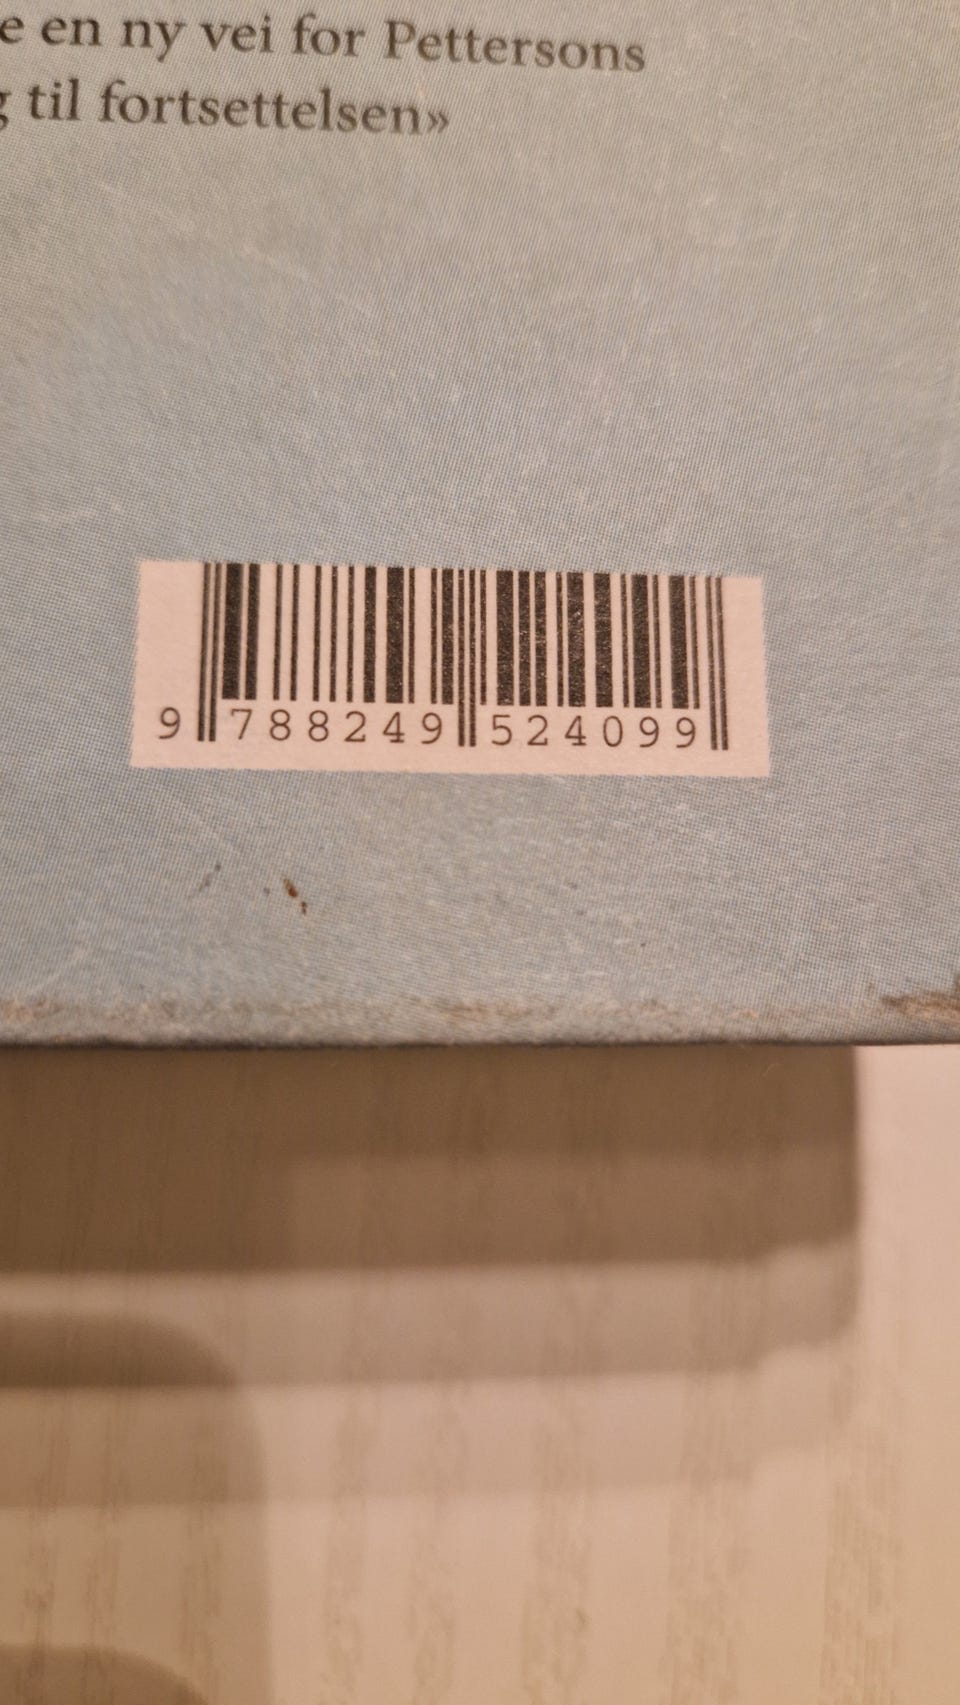 e en ny vei for Pettersons
til fortsettelsen»
9 788249 524099